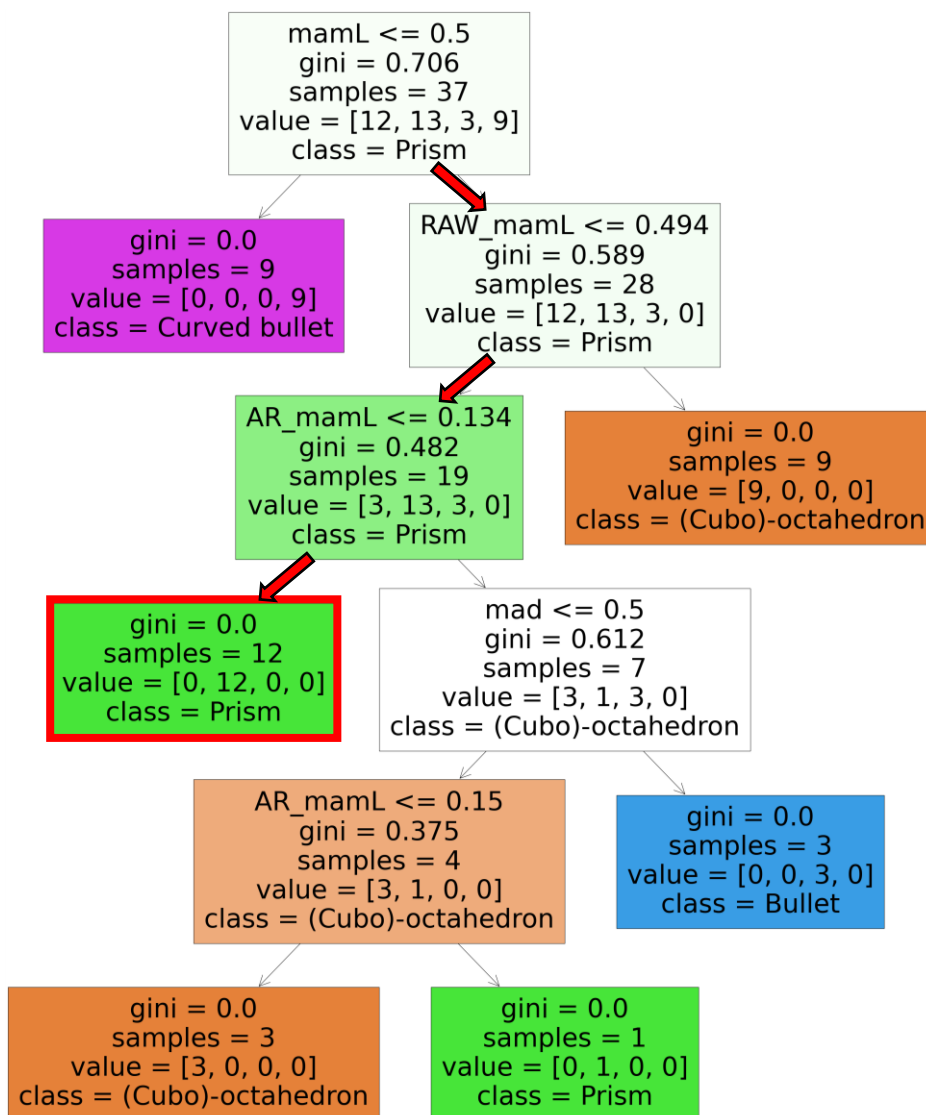 mamL <= 0.5
gini = 0.706
samples = 37
value = [12, 13, 3, 9]
class = Prism
gini = 0.0
samples = 9
value = [0, 0, 0, 9]
class = Curved bullet
RAW_mamL <= 0.494
gini = 0.589
samples = 28
value = [12, 13, 3, 0]
class = Prism
AR_mamL <= 0.134
gini = 0.482
samples = 19
value = [3, 13, 3, 0]
class = Prism
gini = 0.0
samples = 9
value = [9, 0, 0, 0]
class = (Cubo)-octahedron
gini = 0.0
samples = 12
value = [0, 12, 0, 0]
class = Prism
mad <= 0.5
gini = 0.612
samples = 7
value = [3, 1, 3, 0]
class = (Cubo)-octahedron
AR_mamL <= 0.15
gini = 0.375
samples = 4
value = [3, 1, 0, 0]
class = (Cubo)-octahedron
gini = 0.0
samples = 3
value = [0, 0, 3, 0]
class = Bullet
gini = 0.0
samples = 3
value = [3, 0, 0, 0]
class = (Cubo)-octahedron
gini = 0.0
samples = 1
value = [0, 1, 0, 0]
class = Prism